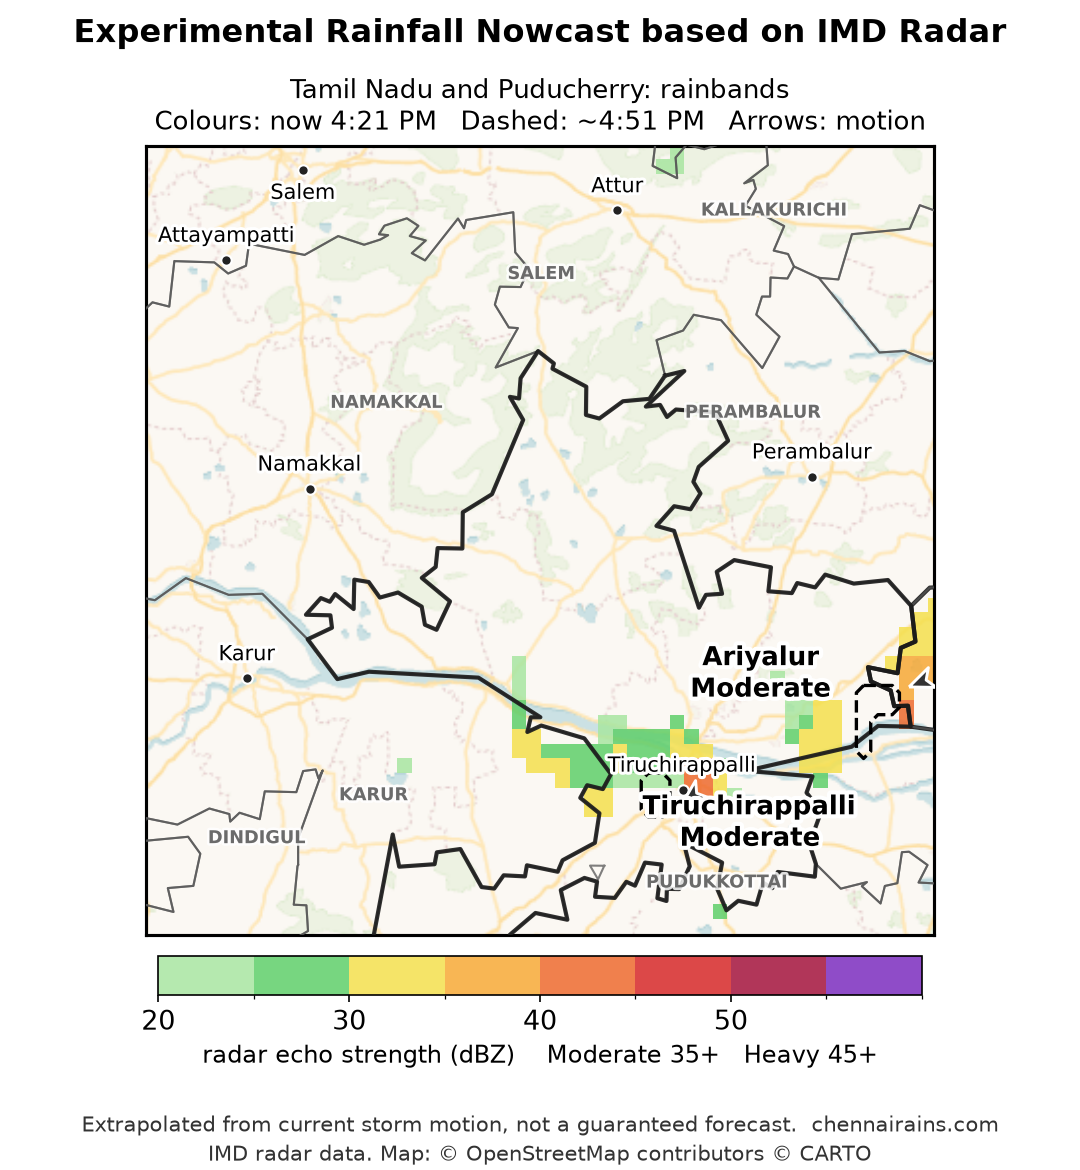 Experimental Rainfall Nowcast based on IMD Radar
Tamil Nadu and Puducherry: rainbands
Colours: now 4:21 PM   Dashed: ~4:51 PM   Arrows: motion
Salem
Attur
KALLAKURICHI
Attayampatti
SALEM
NAMAKKAL
PERAMBALUR
Perambalur
Namakkal
Karur
Ariyalur
Moderate
Tiruchirappalli
KARUR
Tiruchirappalli
Moderate
DINDIGUL
PUDUKKOTTAI
20 30 40 50
radar echo strength (dBZ)    Moderate 35+   Heavy 45+
Extrapolated from current storm motion, not a guaranteed forecast.  chennairains.com
IMD radar data. Map: © OpenStreetMap contributors © CARTO